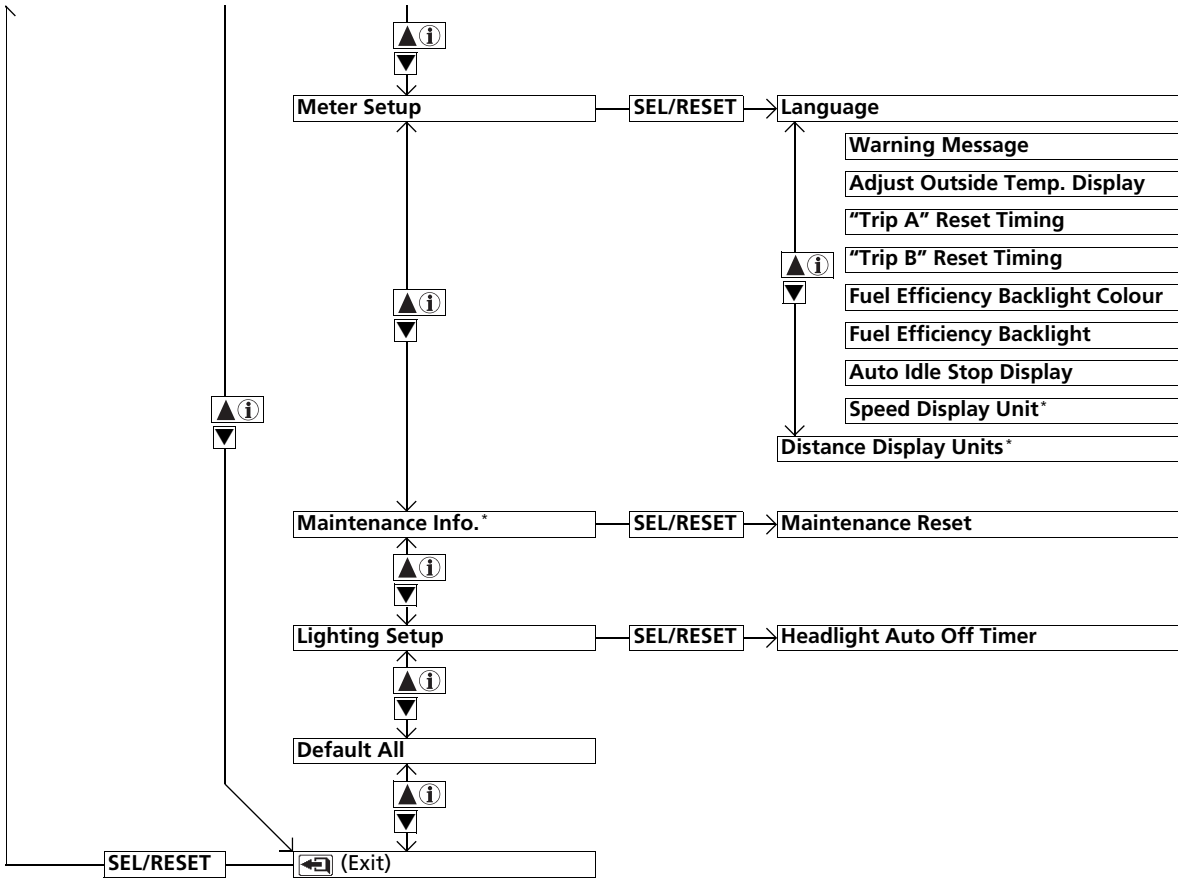 ▲ⓘ
▼
Meter Setup SEL/RESET Language
Warning Message
Adjust Outside Temp. Display
“Trip A” Reset Timing
“Trip B” Reset Timing
▲ⓘ
▼
Fuel Efficiency Backlight Colour
Fuel Efficiency Backlight
Auto Idle Stop Display
Speed Display Unit*
Distance Display Units*
▲ⓘ
▼
▲ⓘ
▼
Maintenance Info.* SEL/RESET Maintenance Reset
▲ⓘ
▼
Lighting Setup SEL/RESET Headlight Auto Off Timer
▲ⓘ
▼
Default All
▲ⓘ
▼
SEL/RESET (Exit)